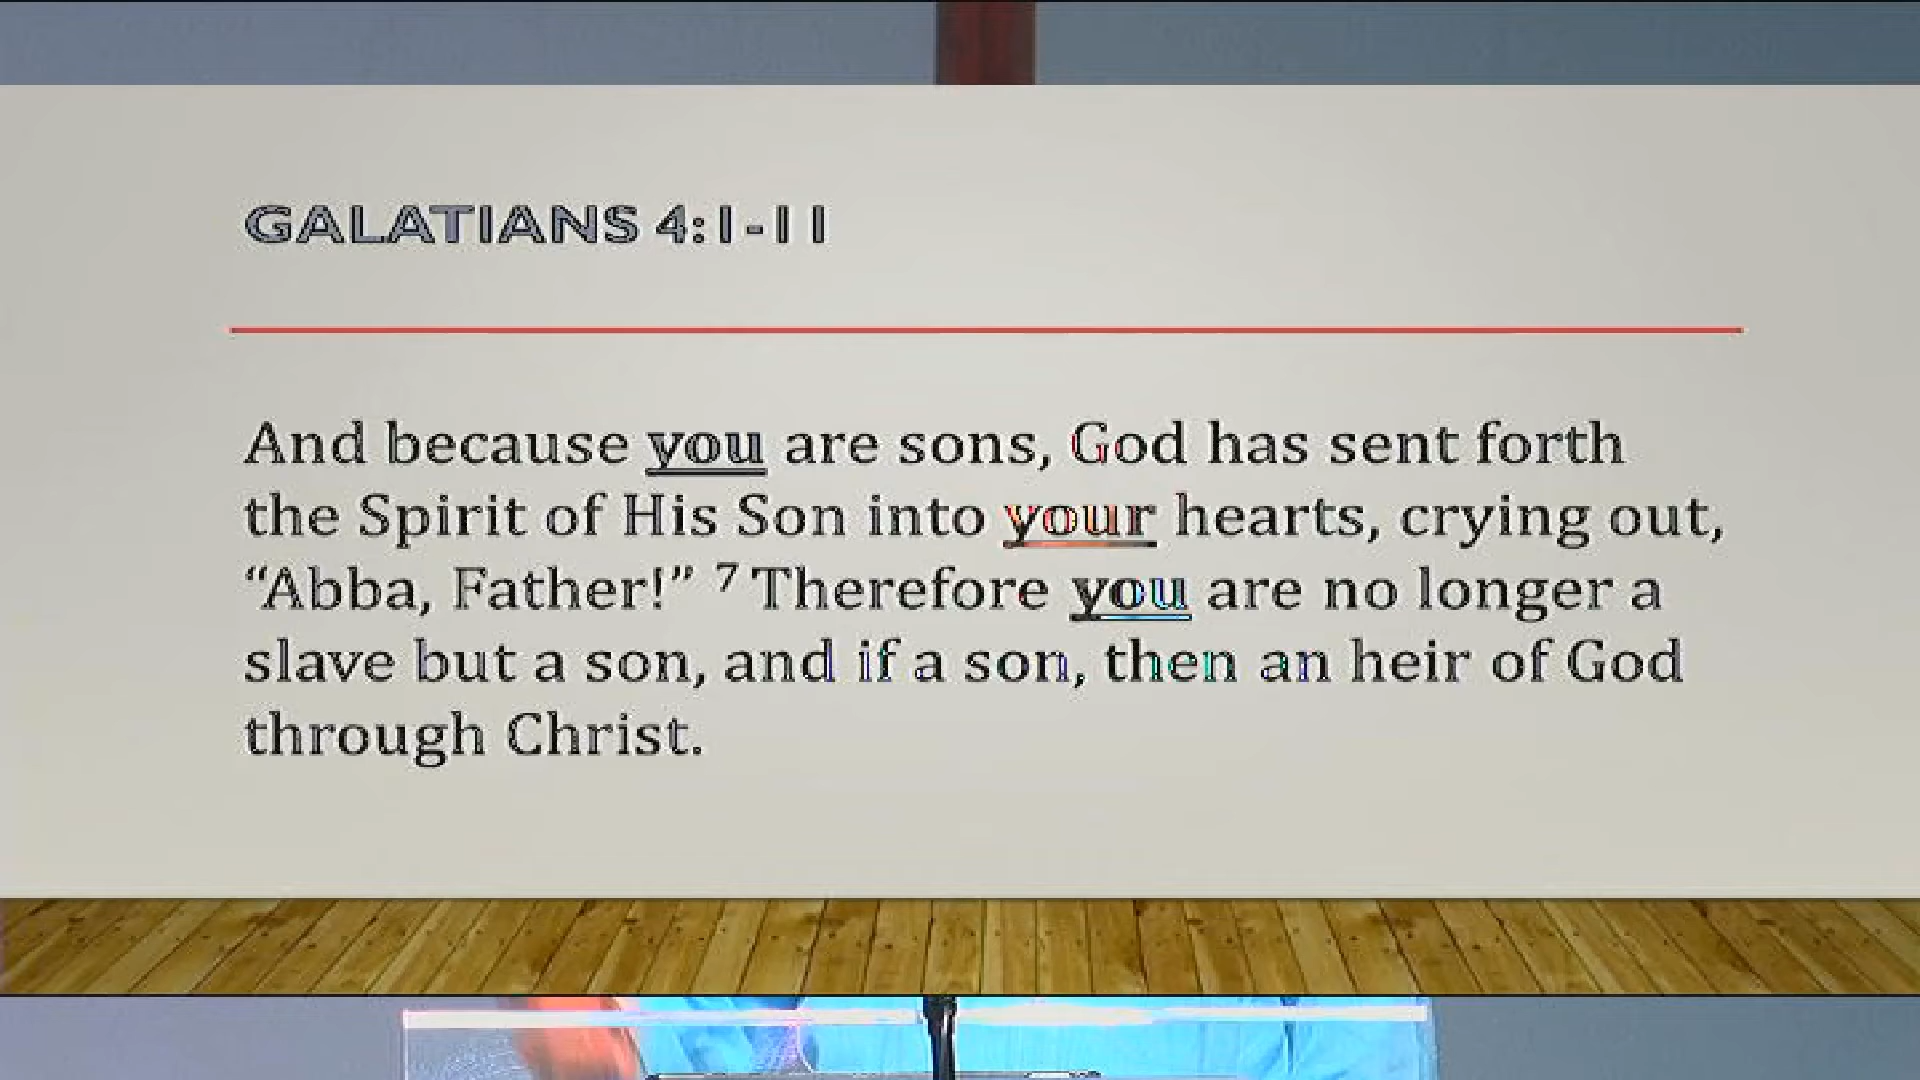 GALATIANS 4:1-11
And because you are sons, God has sent forth
the Spirit of His Son into your hearts, crying out,
“Abba, Father!” ⁷ Therefore you are no longer a
slave but a son, and if a son, then an heir of God
through Christ.